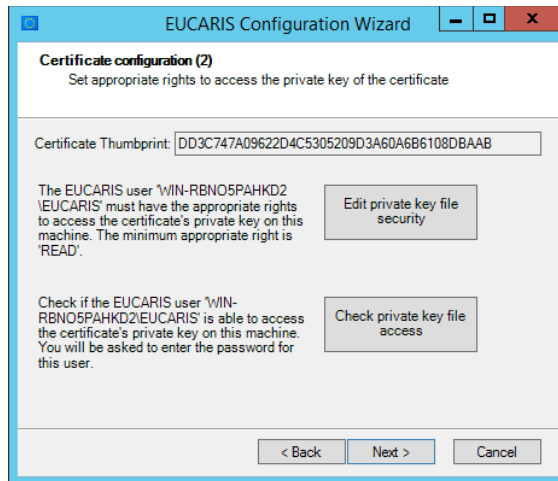 EUCARIS Configuration Wizard
Certificate configuration (2)
Set appropriate rights to access the private key of the certificate
Certificate Thumbprint: DD3C747A09622D4C5305209D3A60A6B6108DBAAB
The EUCARIS user 'WIN-RBNO5PAHKD2
\EUCARIS' must have the appropriate rights
to access the certificate's private key on this
machine. The minimum appropriate right is
'READ'.
Edit private key file
security
Check if the EUCARIS user 'WIN-
RBNO5PAHKD2\EUCARIS' is able to access
the certificate's private key on this machine.
You will be asked to enter the password for
this user.
Check private key file
access
< Back
Next >
Cancel